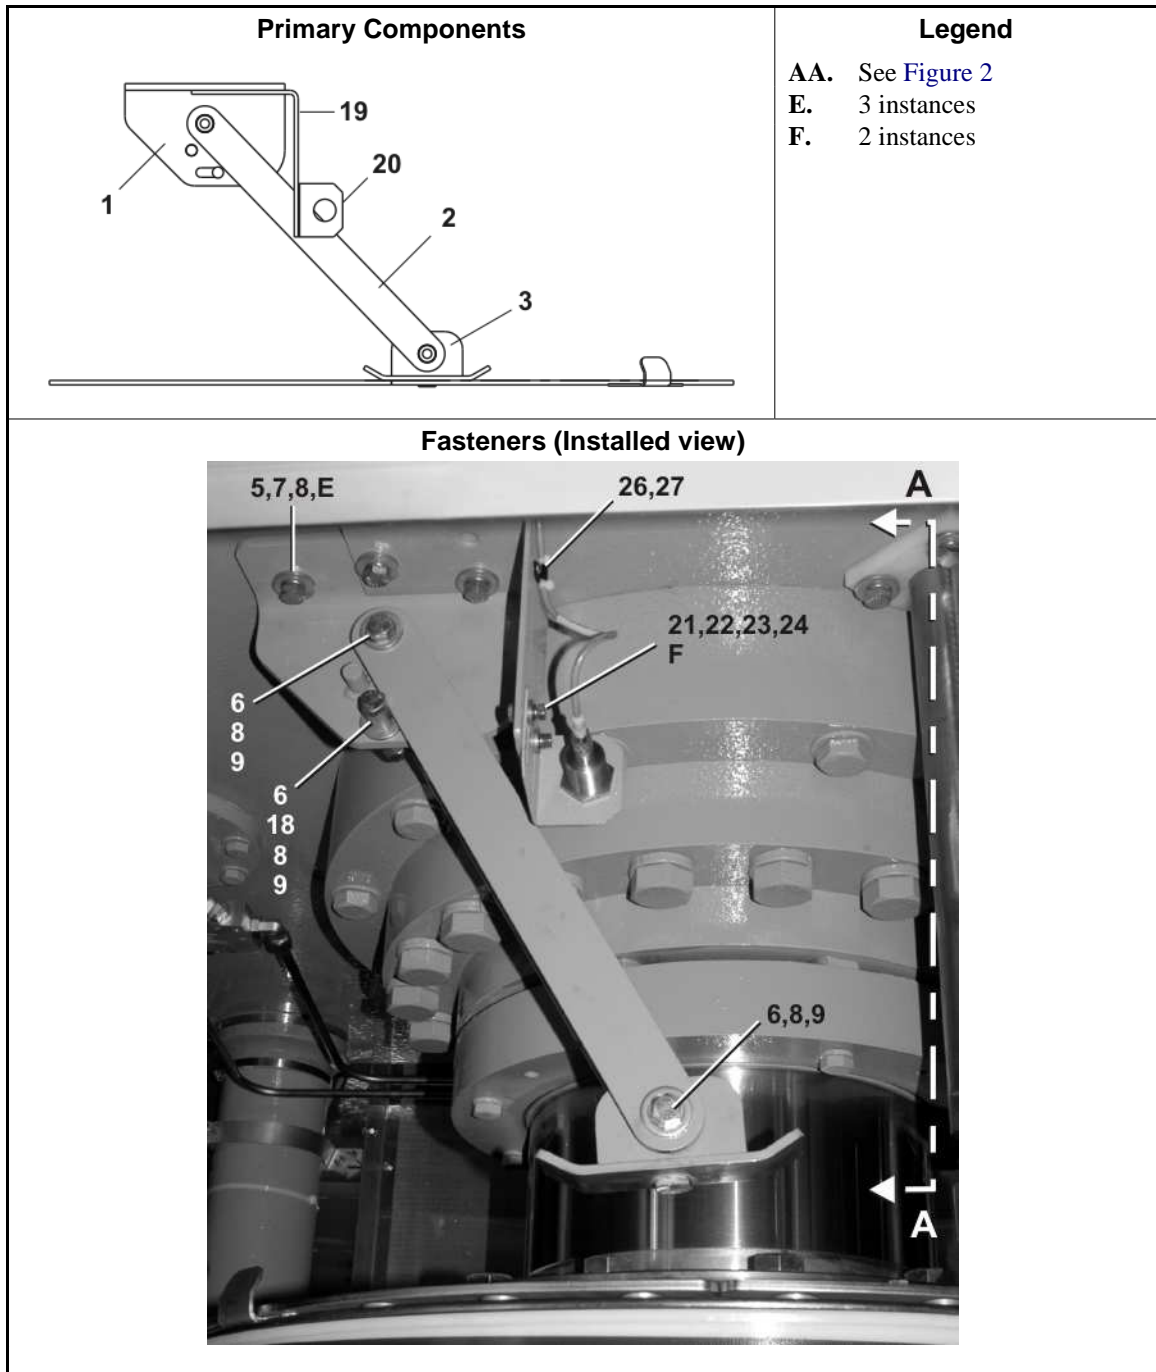 Primary Components
Legend
19
20
1
2
3
AA. See Figure 2
E. 3 instances
F. 2 instances
Fasteners (Installed view)
5,7,8,E
26,27
A
21,22,23,24
F
6
8
9
6
18
8
9
6,8,9
A